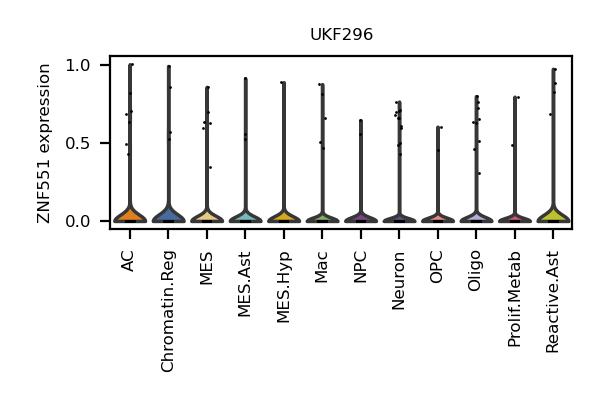 UKF296
ZNF551 expression
1.0
0.5
0.0
AC
Chromatin.Reg
MES
MES.Ast
MES.Hyp
Mac
NPC
Neuron
OPC
Oligo
Prolif.Metab
Reactive.Ast